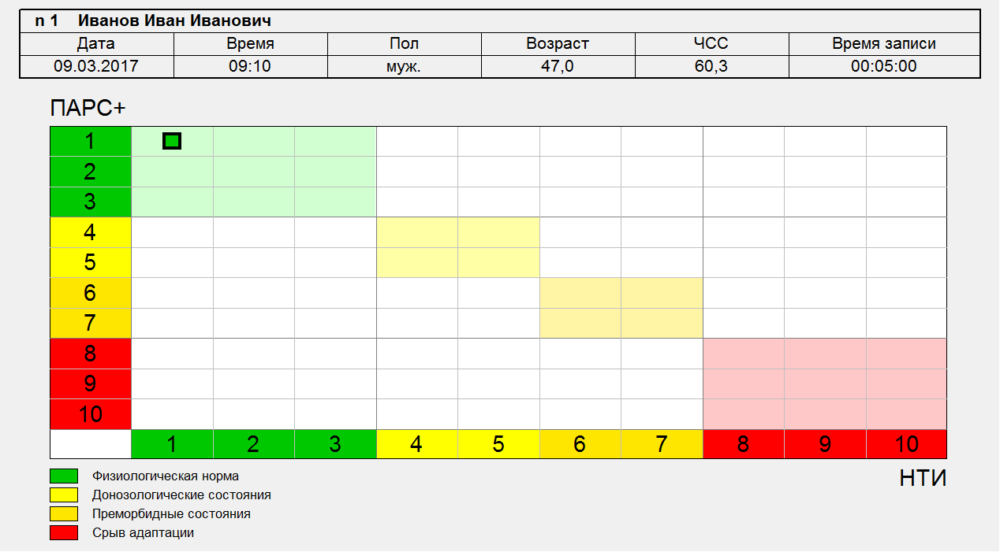 n 1 Иванов Иван Иванович
Дата Время Пол Возраст ЧСС Время записи
09.03.2017 09:10 муж. 47,0 60,3 00:05:00
ПАРС+
1
2
3
4
5
6
7
8
9
10
1 2 3 4 5 6 7 8 9 10
НТИ
Физиологическая норма
Донозологические состояния
Преморбидные состояния
Срыв адаптации